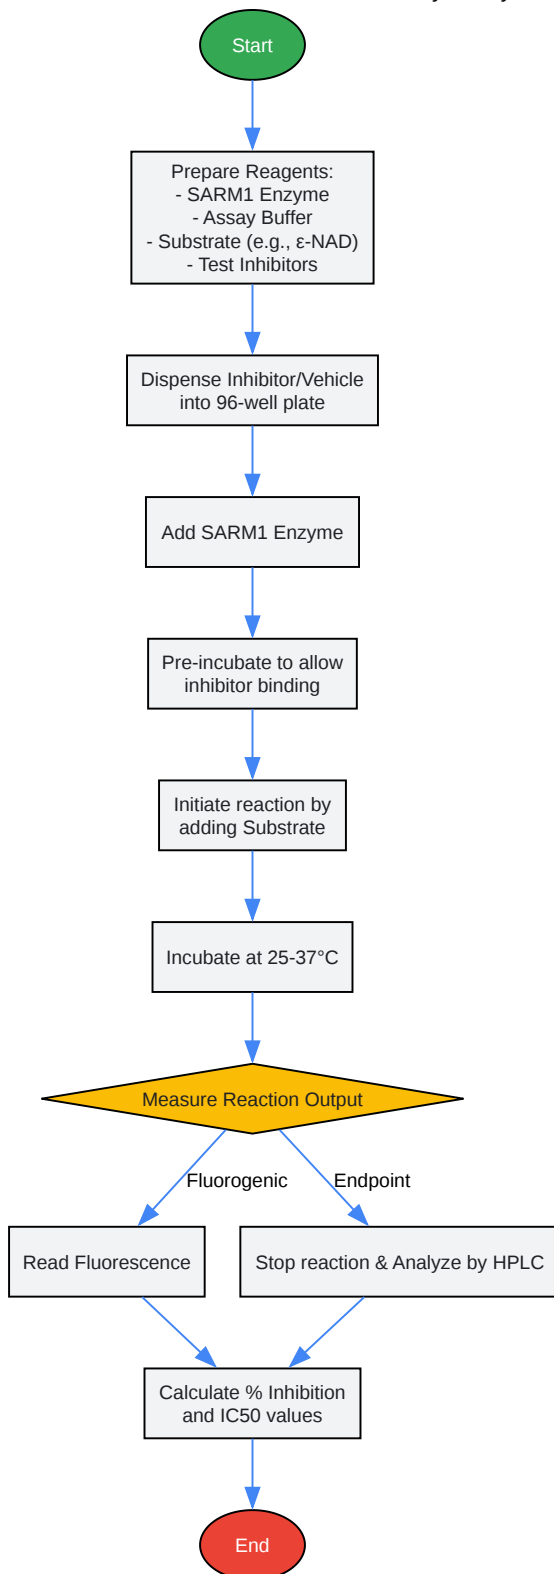 Start
Prepare Reagents:
- SARM1 Enzyme
- Assay Buffer
- Substrate (e.g., ε-NAD)
- Test Inhibitors
Dispense Inhibitor/Vehicle
into 96-well plate
Add SARM1 Enzyme
Pre-incubate to allow
inhibitor binding
Initiate reaction by
adding Substrate
Incubate at 25-37°C
Measure Reaction Output
Fluorogenic
Endpoint
Read Fluorescence
Stop reaction & Analyze by HPLC
Calculate % Inhibition
and IC50 values
End